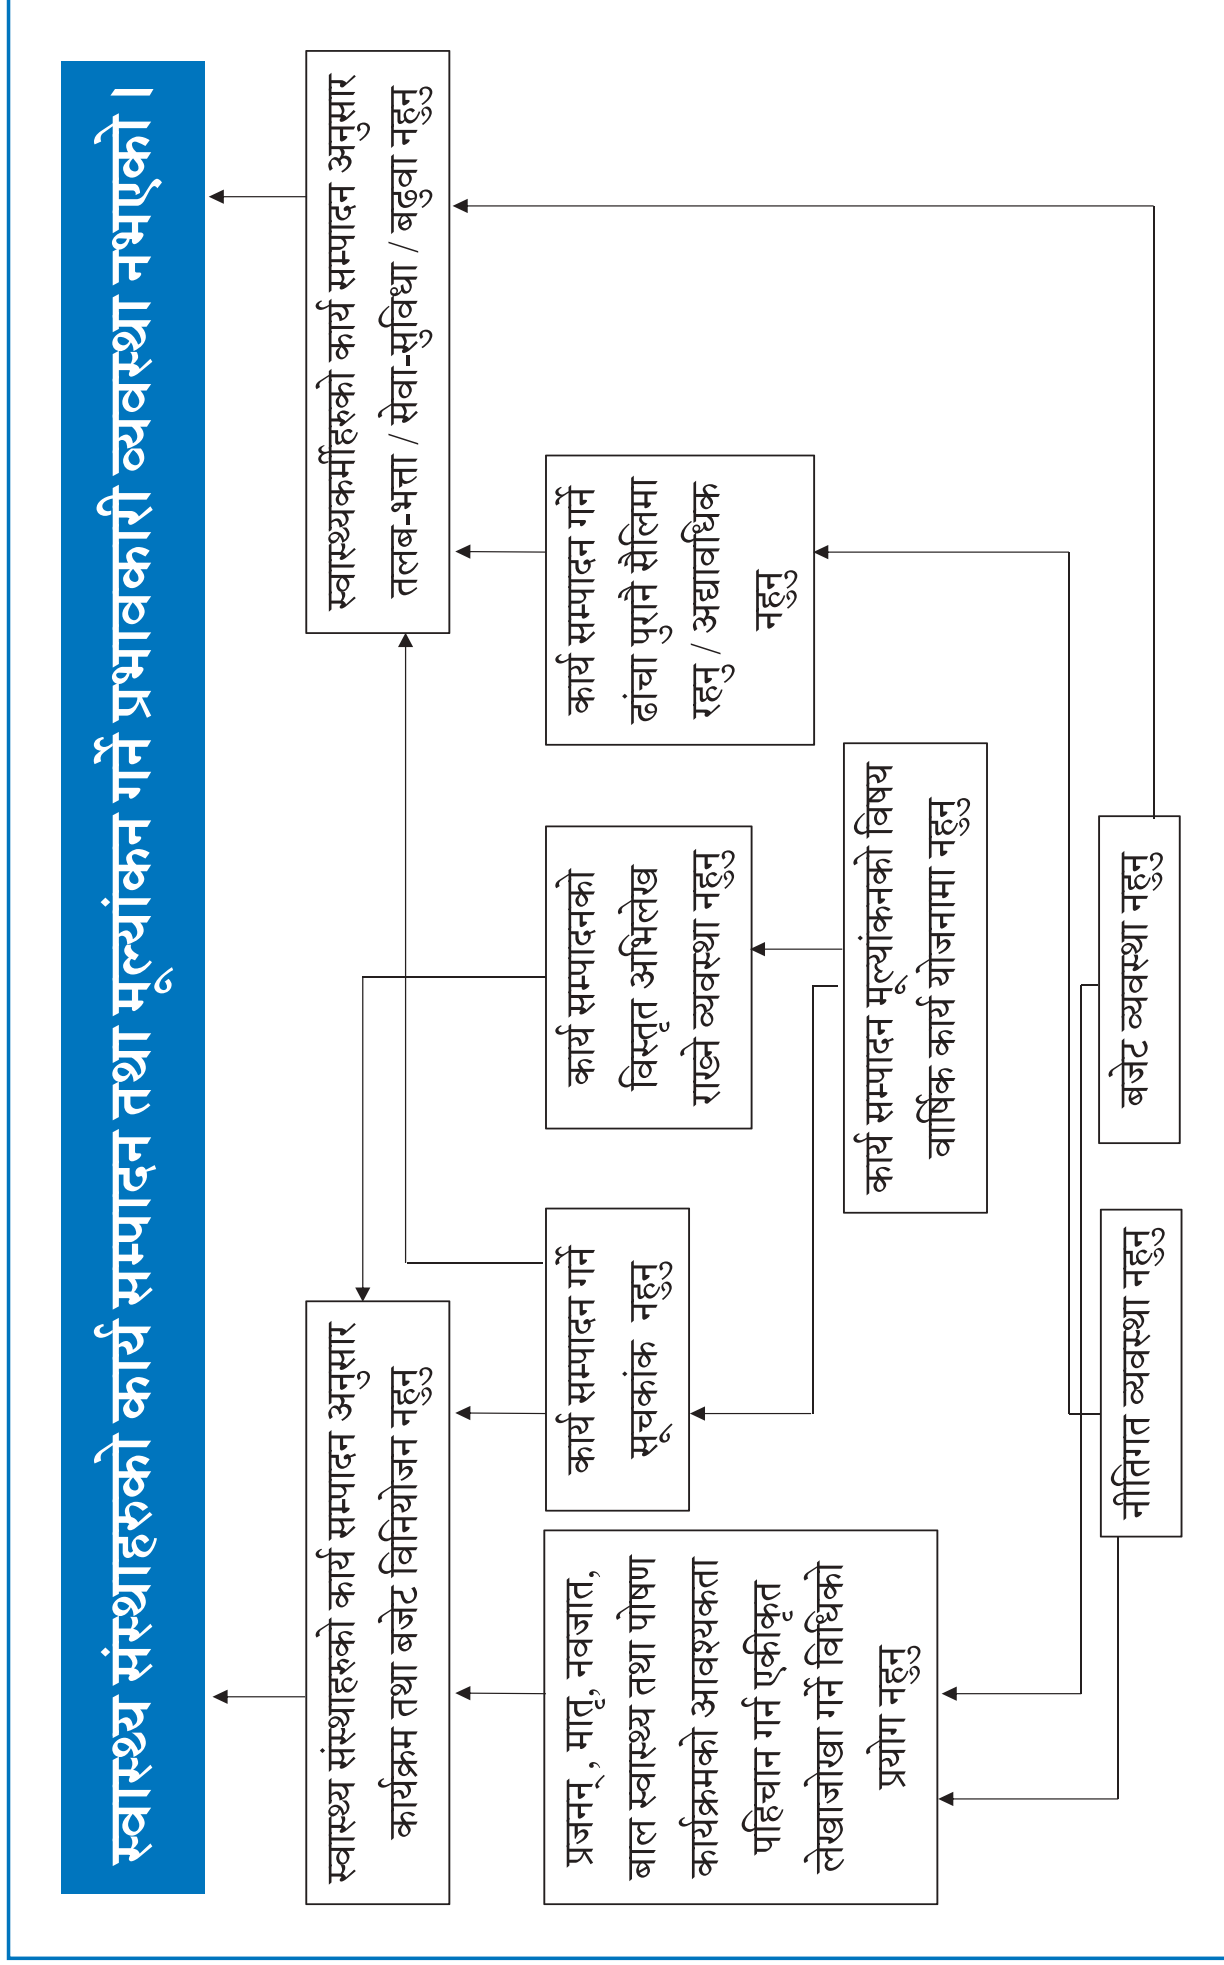 स्वास्थ्य संस्थाहरुको कार्य सम्पादन तथा मूल्यांकन गर्ने प्रभावकारी व्यवस्था नभएको ।
स्वास्थ्य संस्थाहरुको कार्य सम्पादन अनुसार
कार्यक्रम तथा बजेट विनियोजन नहुनु
स्वास्थ्यकर्मीहरुको कार्य सम्पादन अनुसार
तलब-भत्ता / सेवा-सुविधा / बढुवा नहुनु
प्रजनन् , मातृ, नवजात,
बाल स्वास्थ्य तथा पोषण
कार्यक्रमको आवश्यकता
पहिचान गर्न एकीकृत
लेखाजोखा गर्ने विधिको
प्रयोग नहुनु
कार्य सम्पादन गर्ने
सूचकांक नहुनु
कार्य सम्पादनको
विस्तृत अभिलेख
राख्ने व्यवस्था नहुनु
कार्य सम्पादन गर्ने
ढांचा पुरानै सैलिमा
रहनु / अद्यावधिक
नहुनु
कार्य सम्पादन मूल्यांकनको विषय
वार्षिक कार्य योजनामा नहुनु
नीतिगत व्यवस्था नहुनु
बजेट व्यवस्था नहुनु